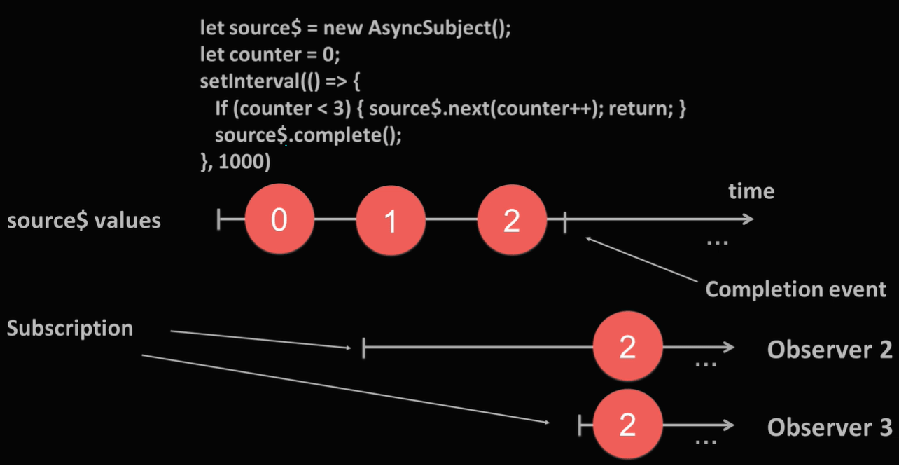 let source$ = new AsyncSubject();
let counter = 0;
setInterval(() => {
If (counter < 3) { source$.next(counter++); return; }
source$.complete();
}, 1000)
time
source$ values
0
1
2
...
Completion event
Subscription
2
...
Observer 2
2
...
Observer 3